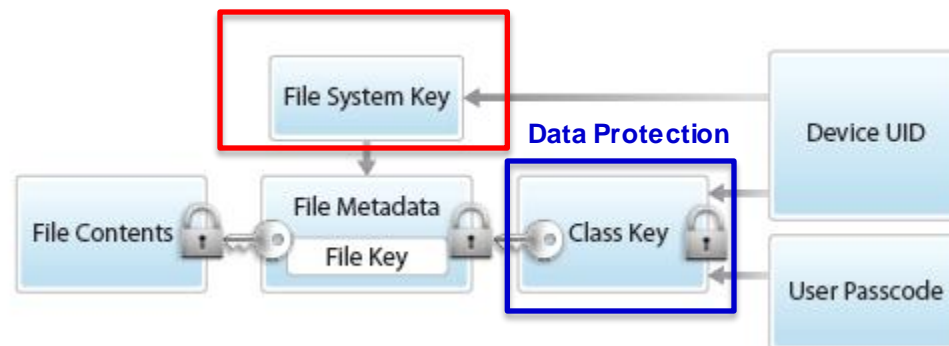 File System Key
Data Protection
Device UID
File Contents
File Metadata
File Key
Class Key
User Passcode